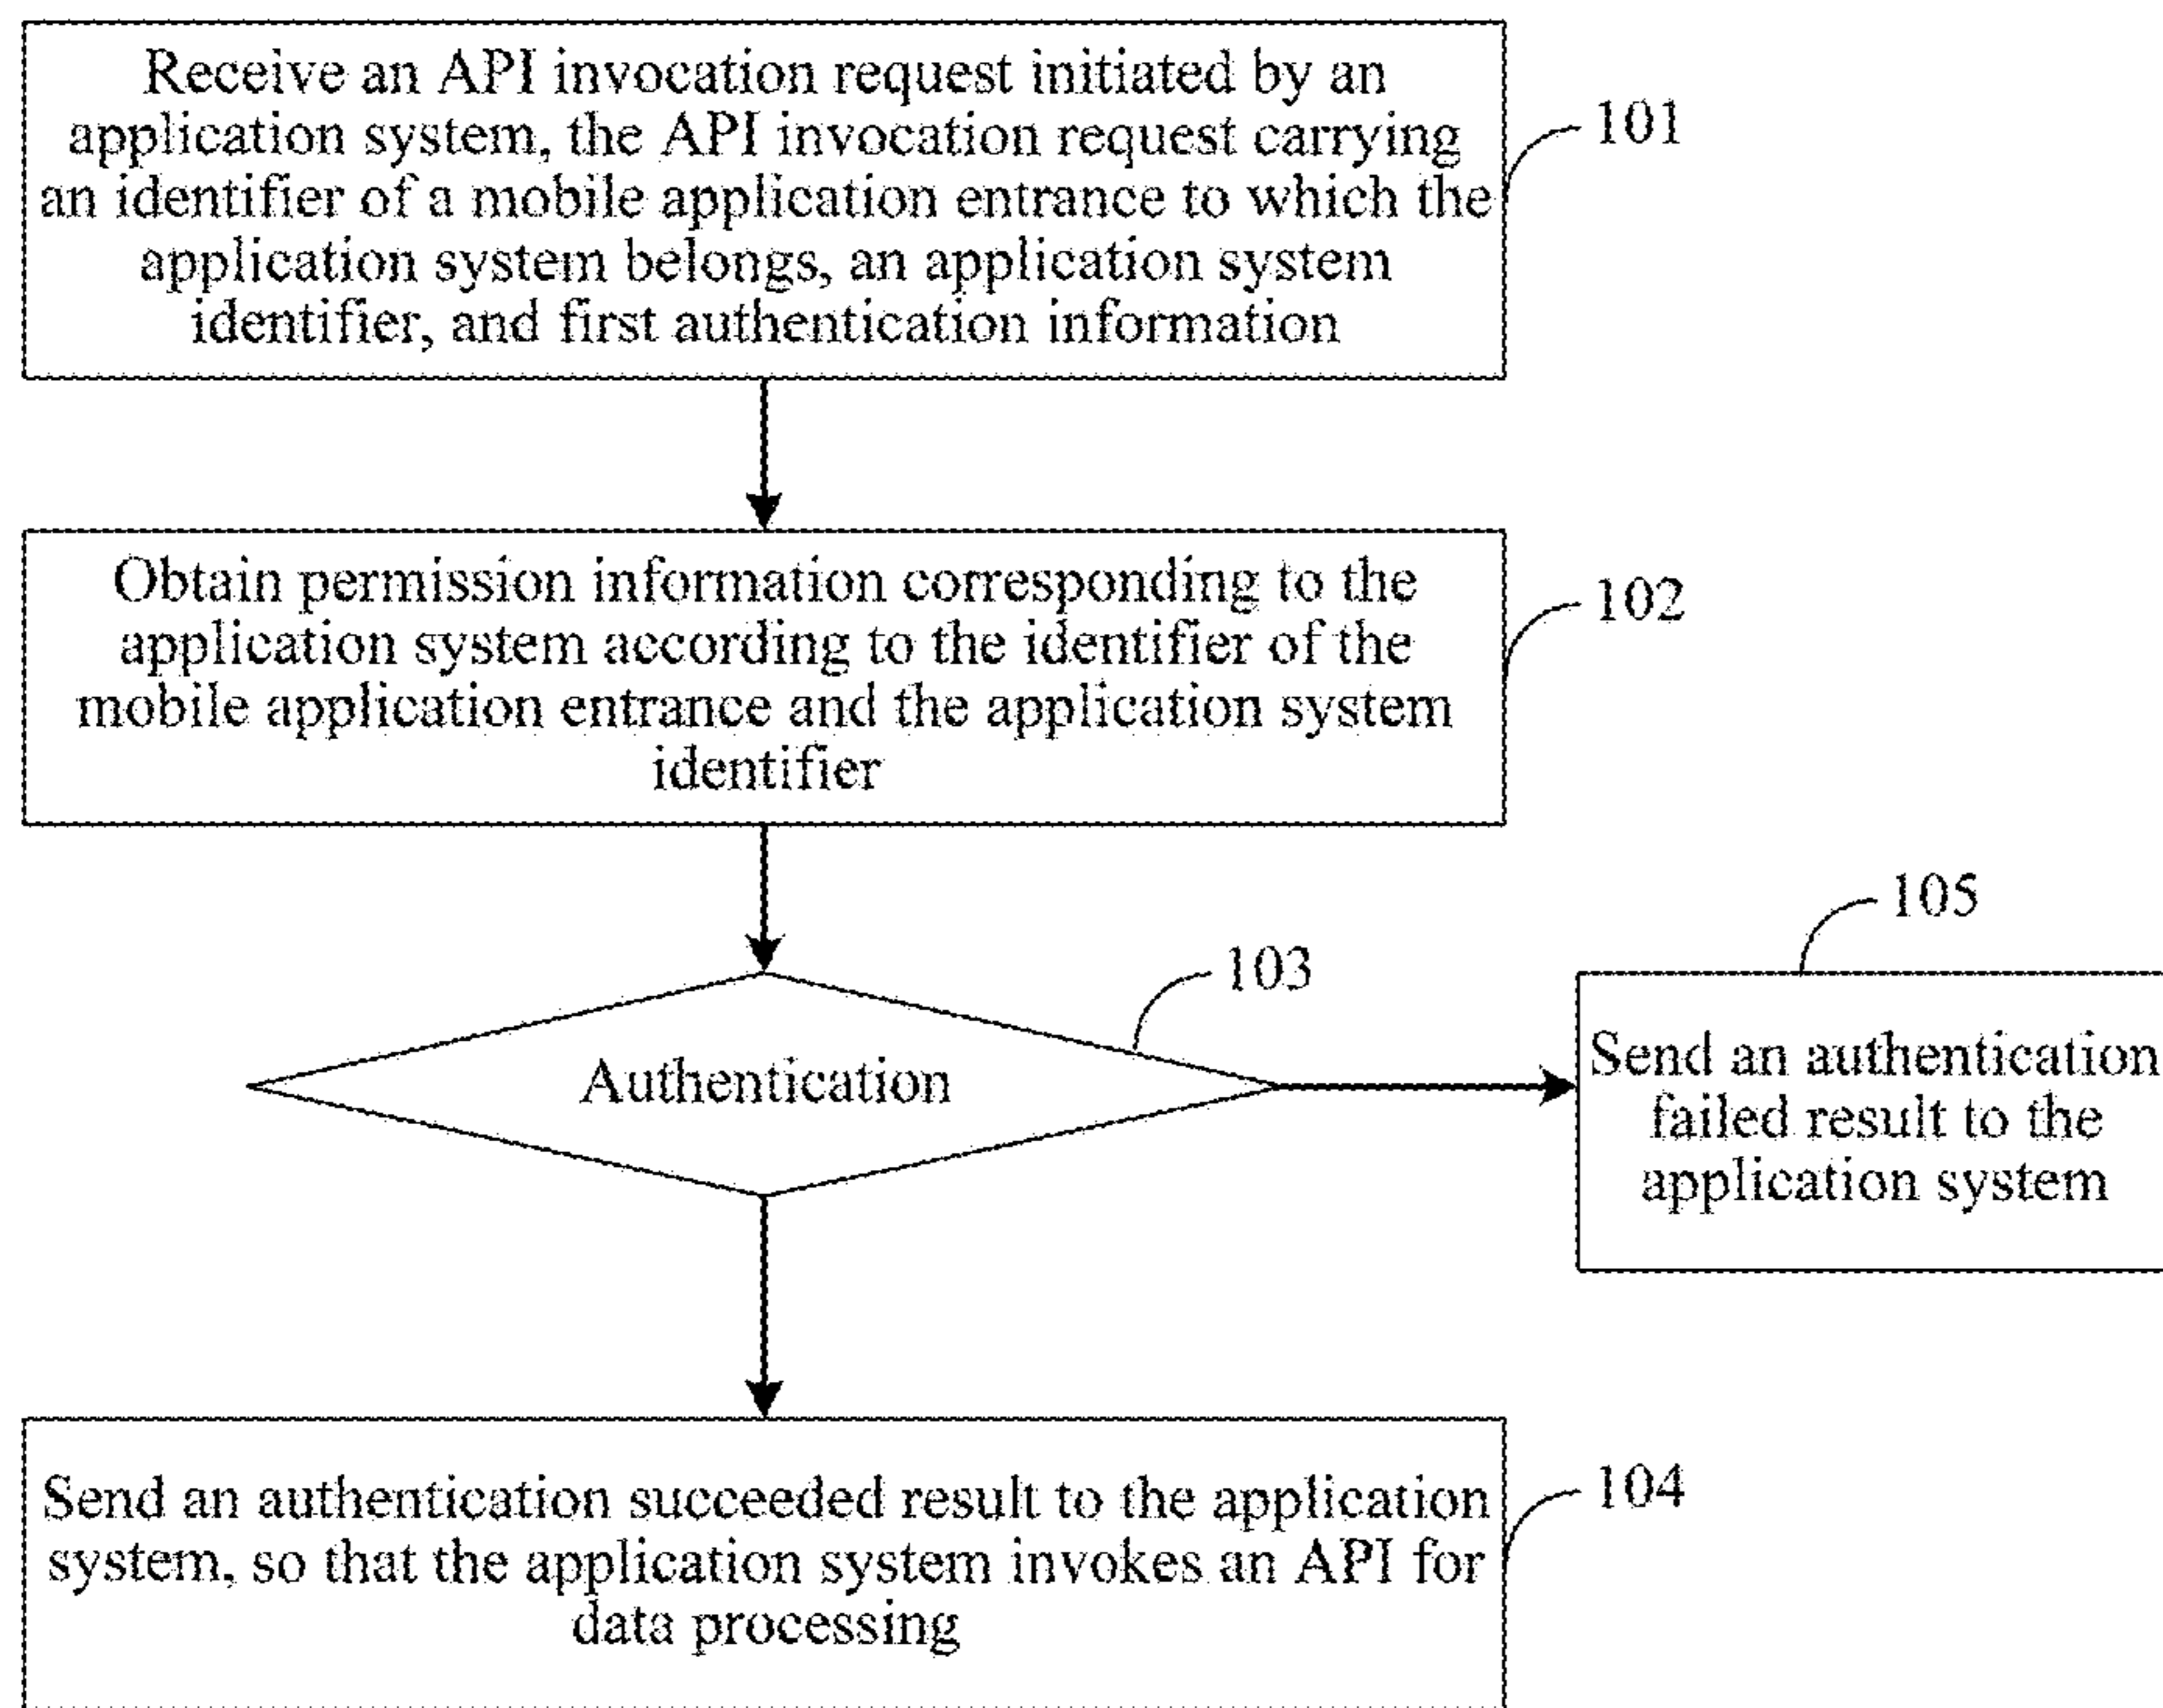 Receive an API invocation request initiated by an
application system, the API invocation request carrying
an identifier of a mobile application entrance to which the
application system belongs, an application system
identifier, and first authentication information
101
Obtain permission information corresponding to the
application system according to the identifier of the
mobile application entrance and the application system
identifier
102
105
103
Authentication
Send an authentication
failed result to the
application system
Send an authentication succeeded result to the application
system, so that the application system invokes an API for
data processing
104